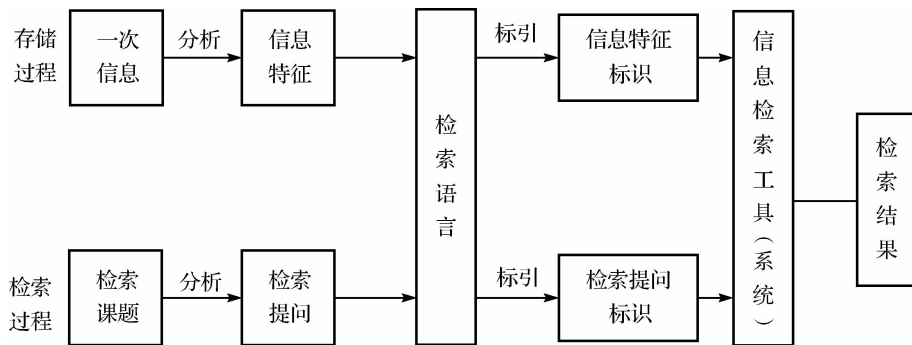 存储
过程
一次
信息
分析
信息
特征
检索语言
标引
信息特征
标识
信息检索工具(系统)
检索结果
检索
过程
检索
课题
分析
检索
提问
标引
检索提问
标识